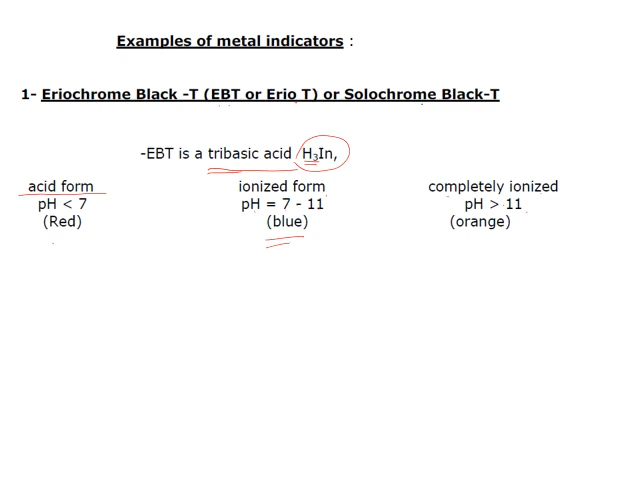 Examples of metal indicators :
1- Eriochrome Black -T (EBT or Erio T) or Solochrome Black-T
-EBT is a tribasic acid H₃In,
acid form ionized form completely ionized
pH < 7 pH = 7 - 11 pH > 11
(Red) (blue) (orange)